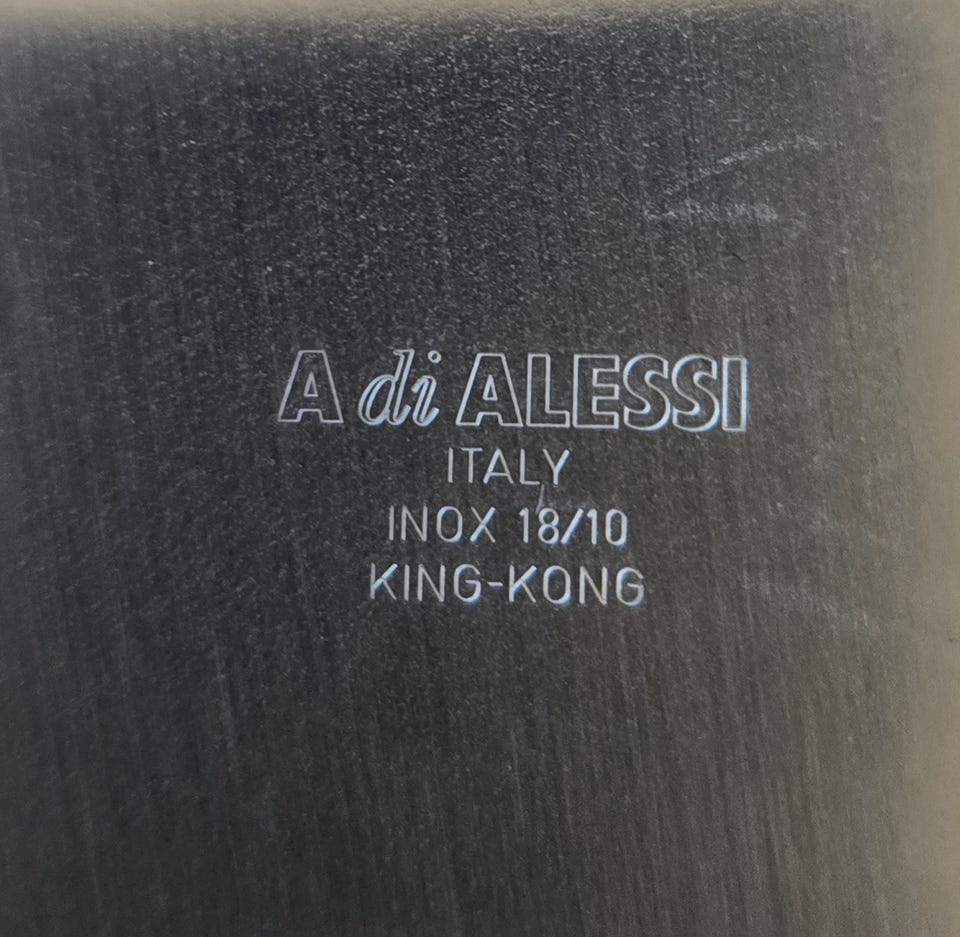 A di ALESSI
ITALY
INOX 18/10
KING-KONG